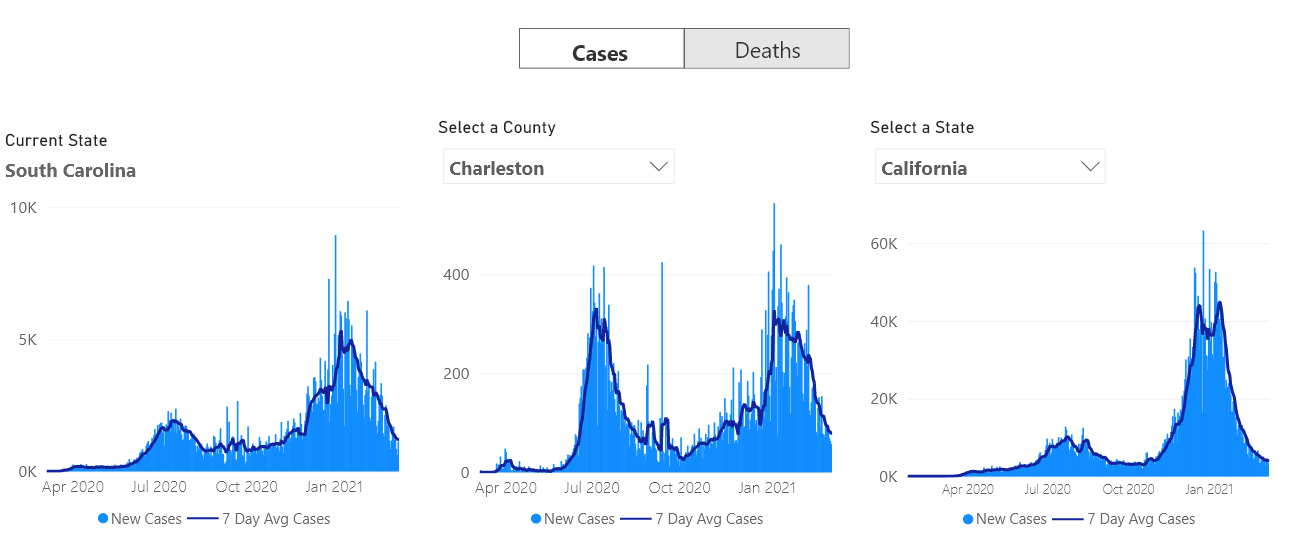 Cases
Deaths
Current State
South Carolina
10K
5K
0K
Apr 2020
Jul 2020
Oct 2020
Jan 2021
New Cases
7 Day Avg Cases
Select a County
Charleston
400
200
0
Apr 2020
Jul 2020
Oct 2020
Jan 2021
New Cases
7 Day Avg Cases
Select a State
California
60K
40K
20K
0K
Apr 2020
Jul 2020
Oct 2020
Jan 2021
New Cases
7 Day Avg Cases